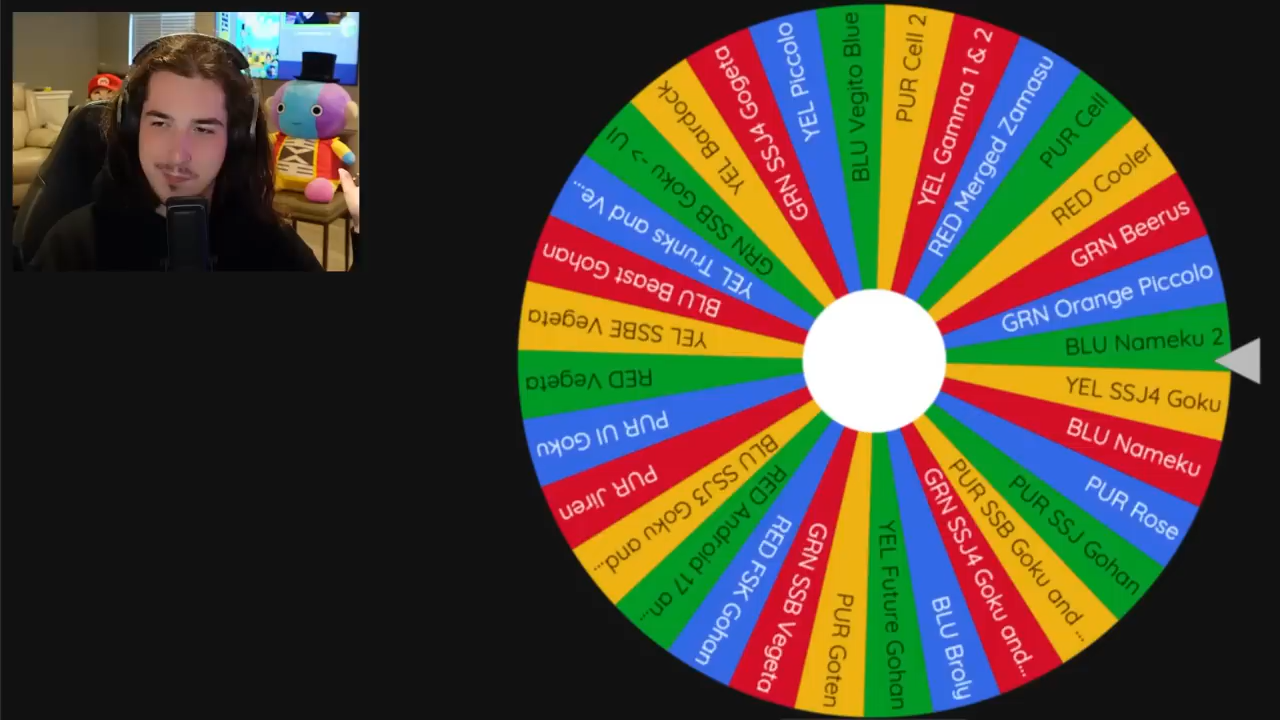 PUR Cell 2
YEL Gamma 1 & 2
RED Merged Zamasu
PUR Cell
RED Cooler
GRN Beerus
GRN Orange Piccolo
BLU Nameku 2
YEL SSJ4 Goku
BLU Nameku
PUR Rose
PUR SSJ Gohan
PUR SSB Goku and ...
GRN SSJ4 Goku and...
BLU Broly
YEL Future Gohan
PUR Goten
GRN SSB Vegeta
RED FSK Gohan
RED Android 17 an...
BLU SSJ3 Goku and...
PUR Jiren
PUR UI Goku
RED Vegeta
YEL SSBE Vegeta
BLU Beast Gohan
YEL Trunks and Ve...
GRN SSB Goku -> UI
YEL Bardock
GRN SSJ4 Gogeta
YEL Piccolo
BLU Vegito Blue